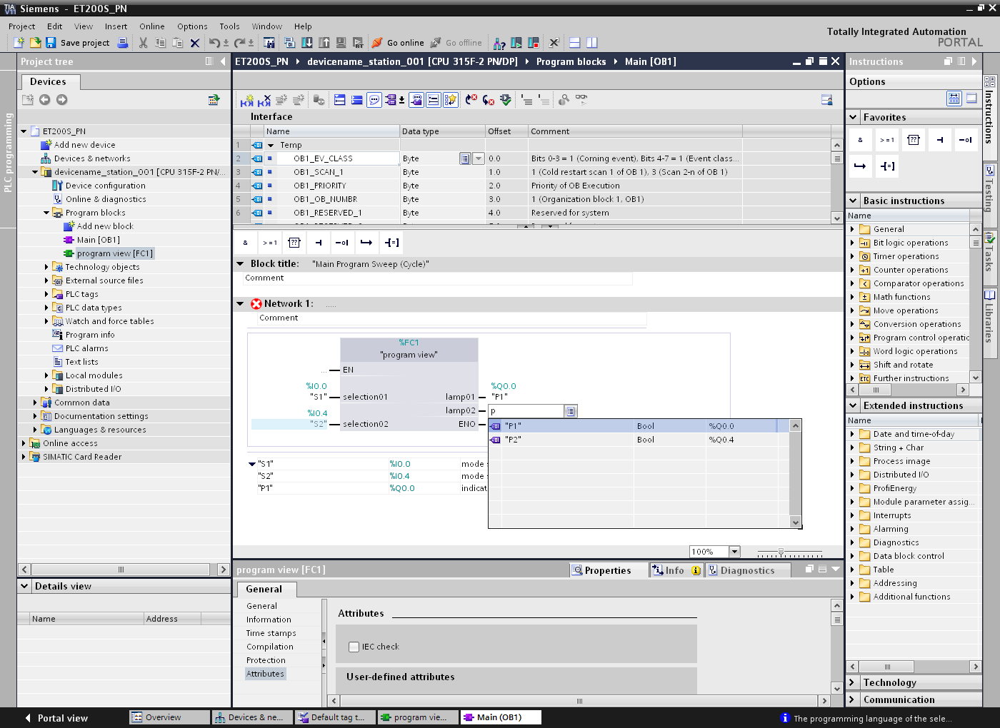 Siemens - ET200S_PN
Project Edit View Insert Online Options Tools Window Help
Totally Integrated Automation
PORTAL
Save project Go online Go offline
Project tree
ET200S_PN devicename_station_001 [CPU 315F-2 PN/DP] Program blocks Main [OB1]
Instructions
Devices
Options
PLC programming
ET200S_PN
Add new device
Devices & networks
devicename_station_001 [CPU 315F-2 PN/...
Device configuration
Online & diagnostics
Program blocks
Add new block
Main [OB1]
program view [FC1]
Technology objects
External source files
PLC tags
PLC data types
Watch and force tables
Program info
PLC alarms
Text lists
Local modules
Distributed I/O
Common data
Documentation settings
Languages & resources
Online access
SIMATIC Card Reader
Details view
Name Address
Interface
Name Data type Offset Comment
1 Temp
2 OB1_EV_CLASS Byte 0.0 Bits 0-3 = 1 (Coming event), Bits 4-7 = 1 (Event class...
3 OB1_SCAN_1 Byte 1.0 1 (Cold restart scan 1 of OB 1), 3 (Scan 2-n of OB 1)
4 OB1_PRIORITY Byte 2.0 Priority of OB Execution
5 OB1_OB_NUMBR Byte 3.0 1 (Organization block 1, OB1)
6 OB1_RESERVED_1 Byte 4.0 Reserved for system
& >=1 ??
Block title: "Main Program Sweep (Cycle)"
Comment
Network 1: .....
Comment
%FC1
"program view"
... EN
%I0.0 %Q0.0
"S1" selection01 lamp01 "P1"
%I0.4 lamp02 p
"S2" selection02 ENO
"P1" Bool %Q0.0
"P2" Bool %Q0.4
"S1" %I0.0 mode s
"S2" %I0.4 mode s
"P1" %Q0.0 indicat
100%
program view [FC1] Properties Info Diagnostics
General
General
Information
Time stamps
Compilation
Protection
Attributes
Attributes
IEC check
User-defined attributes
Favorites
& >=1 ??
Basic instructions
Name
General
Bit logic operations
Timer operations
Counter operations
Comparator operations
Math functions
Move operations
Conversion operations
Program control operatic
Word logic operations
Shift and rotate
Further instructions
Extended instructions
Name
Date and time-of-day
String + Char
Process image
Distributed I/O
ProfiEnergy
Module parameter assig...
Interrupts
Alarming
Diagnostics
Data block control
Table
Addressing
Additional functions
Technology
Communication
Instructions
Testing
Tasks
Libraries
Portal view Overview Devices & ne... Default tag t... program vie... Main (OB1) The programming language of the sele...